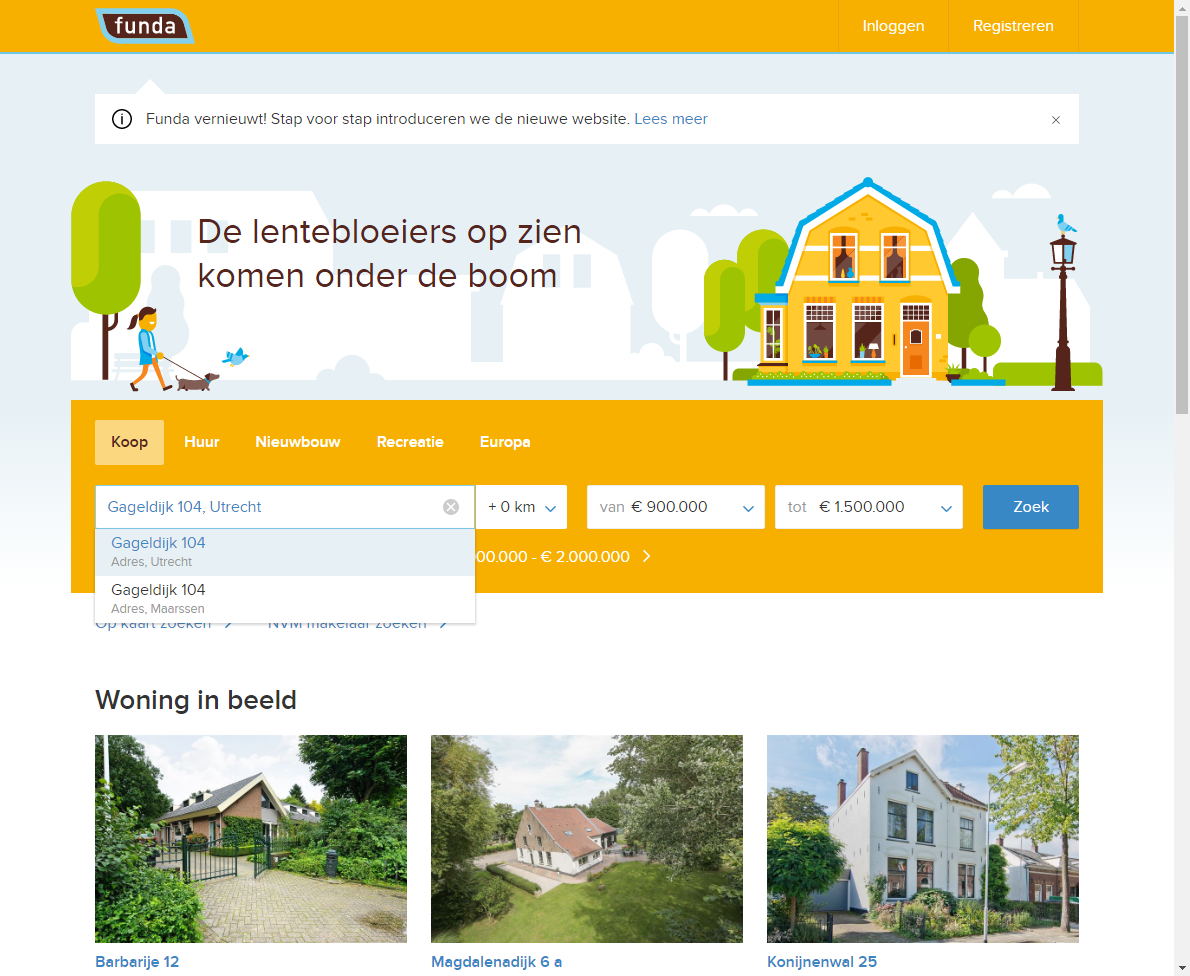 funda
Inloggen
Registreren
Funda vernieuwt! Stap voor stap introduceren we de nieuwe website. Lees meer
De lentebloeiers op zien
komen onder de boom
Koop
Huur
Nieuwbouw
Recreatie
Europa
Gageldijk 104, Utrecht
+ 0 km
van € 900.000
tot € 1.500.000
Zoek
Gageldijk 104
Adres, Utrecht
00.000 - € 2.000.000
Gageldijk 104
Adres, Maarssen
Op kaart zoeken
NVM makelaar zoeken
Woning in beeld
Barbarije 12
Magdalenadijk 6 a
Konijnenwal 25